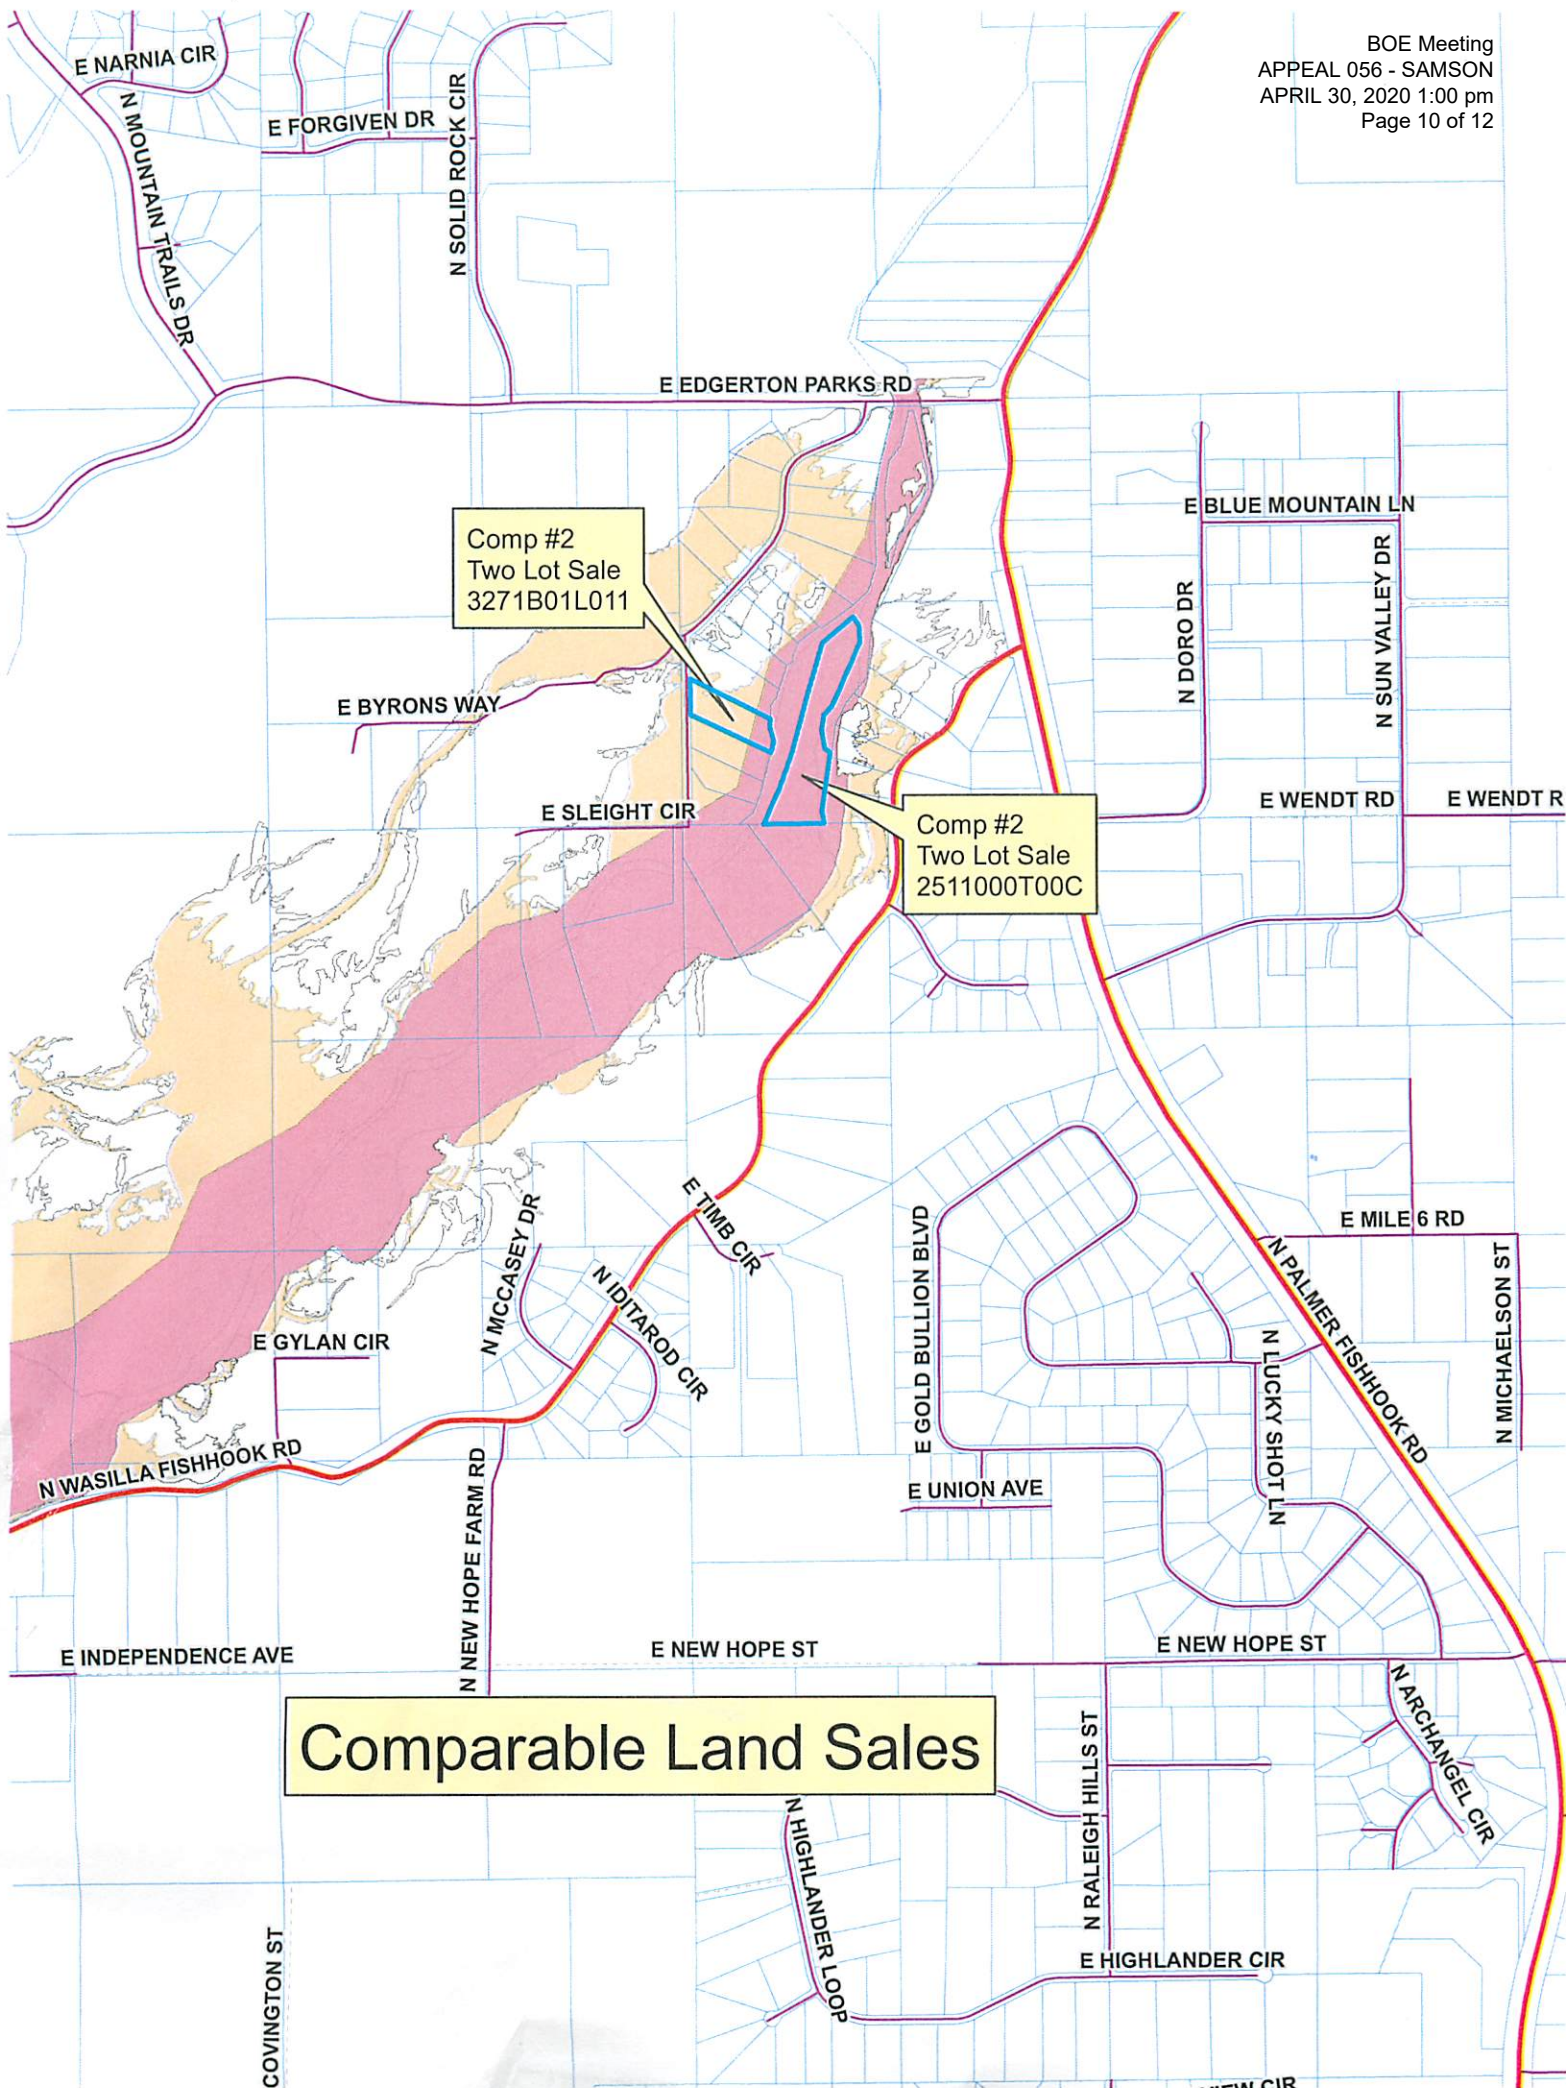 BOE Meeting
APPEAL 056 - SAMSON
APRIL 30, 2020 1:00 pm
Page 10 of 12
E NARNIA CIR
N MOUNTAIN TRAILS DR
E FORGIVEN DR
N SOLID ROCK CIR
E EDGERTON PARKS RD
E BLUE MOUNTAIN LN
Comp #2
Two Lot Sale
3271B01L011
N DORO DR
N SUN VALLEY DR
E BYRONS WAY
E SLEIGHT CIR
E WENDT RD
E WENDT R
Comp #2
Two Lot Sale
2511000T00C
E TIMB CIR
N MCCASEY DR
N IDITAROD CIR
E GOLD BULLION BLVD
E MILE 6 RD
N PALMER FISHHOOK RD
N MICHAELSON ST
E GYLAN CIR
N LUCKY SHOT LN
N WASILLA FISHHOOK RD
N NEW HOPE FARM RD
E UNION AVE
E INDEPENDENCE AVE
E NEW HOPE ST
E NEW HOPE ST
Comparable Land Sales
N RALEIGH HILLS ST
N ARCHANGEL CIR
N HIGHLANDER LOOP
E HIGHLANDER CIR
COVINGTON ST